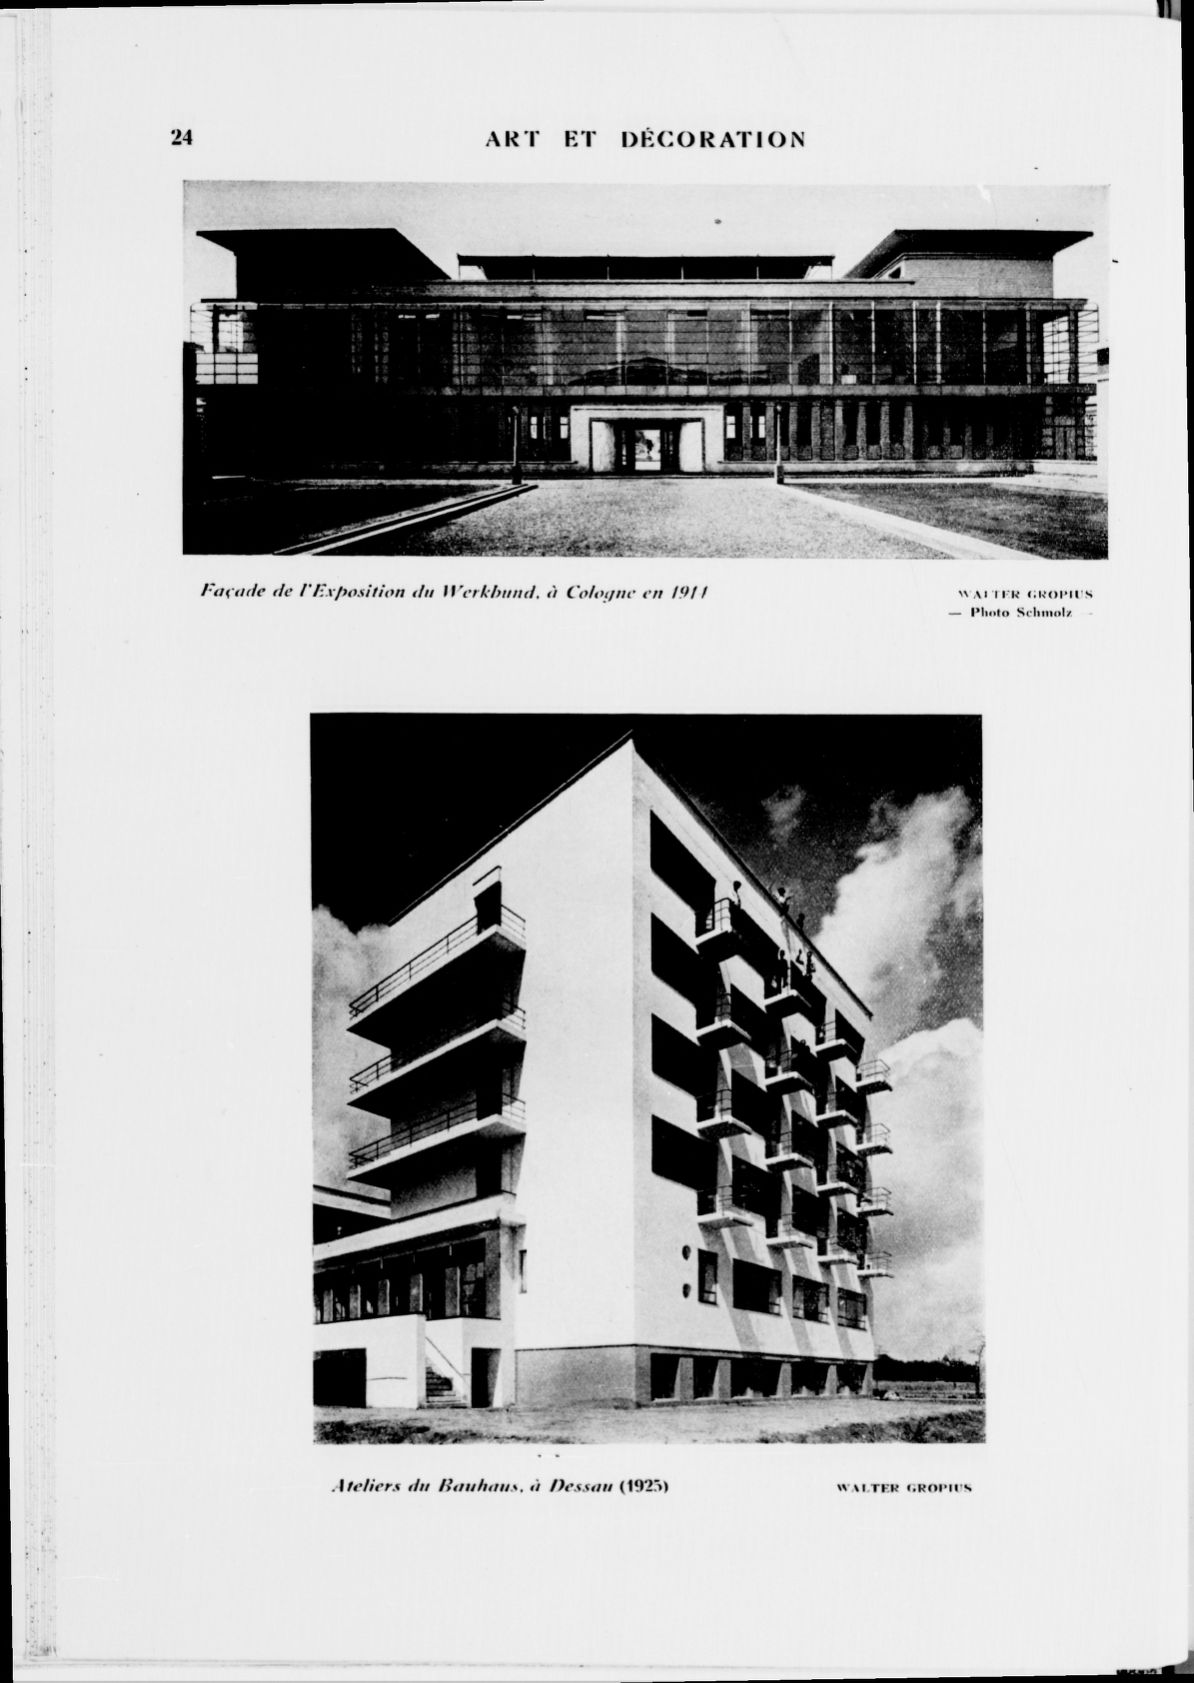 24
ART ET DÉCORATION
Façade de l'Exposition du Werkbund, à Cologne en 1914
WALTER GROPIUS
— Photo Schmolz —
Ateliers du Bauhaus, à Dessau (1925)
WALTER GROPIUS